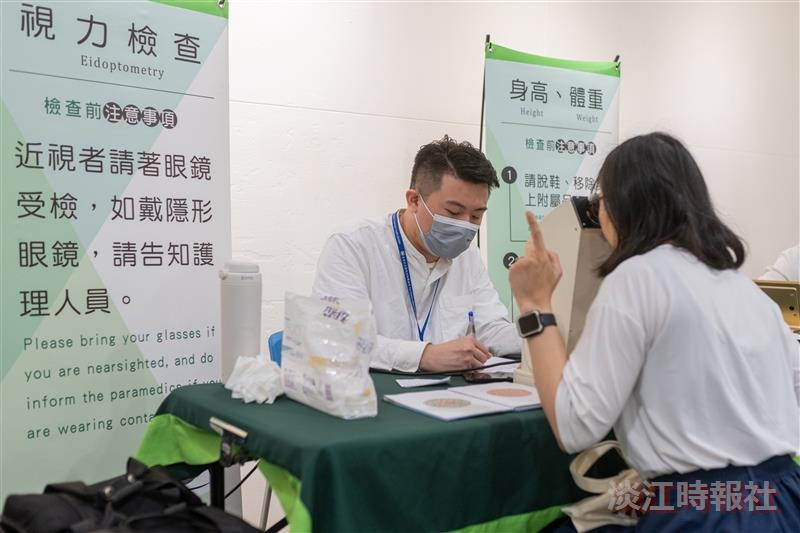 視力檢查
Eidoptometry
檢查前注意事項
近視者請著眼鏡
受檢，如戴隱形
眼鏡，請告知護
理人員。
Please bring your glasses if
you are nearsighted, and do
inform the paramedics if you
are wearing conta
身高、體重
Height Weight
檢查前注意事項
1
請脫鞋、移除
上附屬
2
淡江時報社